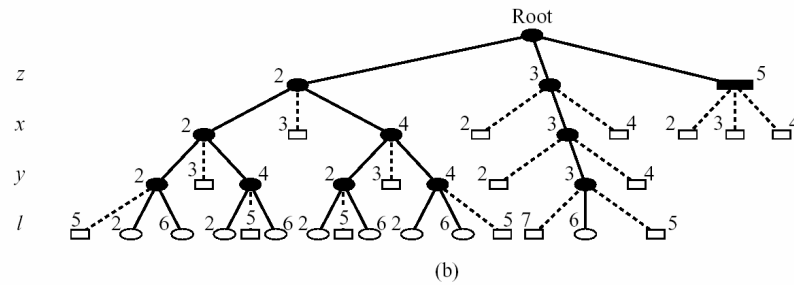 Root
z 2 3 5
x 2 3 4 2 3 4 2 3 4
y 2 3 4 2 3 4 2 3 4
l 5 2 6 2 5 6 2 5 6 2 6 5 7 6 5
(b)